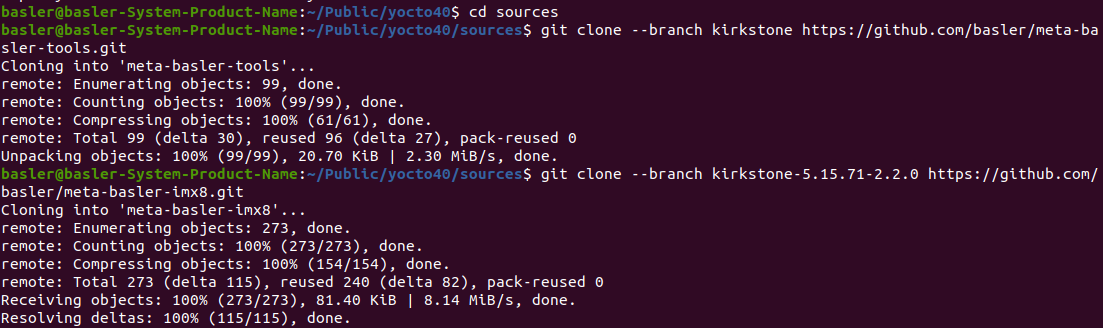 basler@basler-System-Product-Name:~/Public/yocto40$ cd sources
basler@basler-System-Product-Name:~/Public/yocto40/sources$ git clone --branch kirkstone https://github.com/basler/meta-ba
sler-tools.git
Cloning into 'meta-basler-tools'...
remote: Enumerating objects: 99, done.
remote: Counting objects: 100% (99/99), done.
remote: Compressing objects: 100% (61/61), done.
remote: Total 99 (delta 30), reused 96 (delta 27), pack-reused 0
Unpacking objects: 100% (99/99), 20.70 KiB | 2.30 MiB/s, done.
basler@basler-System-Product-Name:~/Public/yocto40/sources$ git clone --branch kirkstone-5.15.71-2.2.0 https://github.com/
basler/meta-basler-imx8.git
Cloning into 'meta-basler-imx8'...
remote: Enumerating objects: 273, done.
remote: Counting objects: 100% (273/273), done.
remote: Compressing objects: 100% (154/154), done.
remote: Total 273 (delta 115), reused 240 (delta 82), pack-reused 0
Receiving objects: 100% (273/273), 81.40 KiB | 8.14 MiB/s, done.
Resolving deltas: 100% (115/115), done.